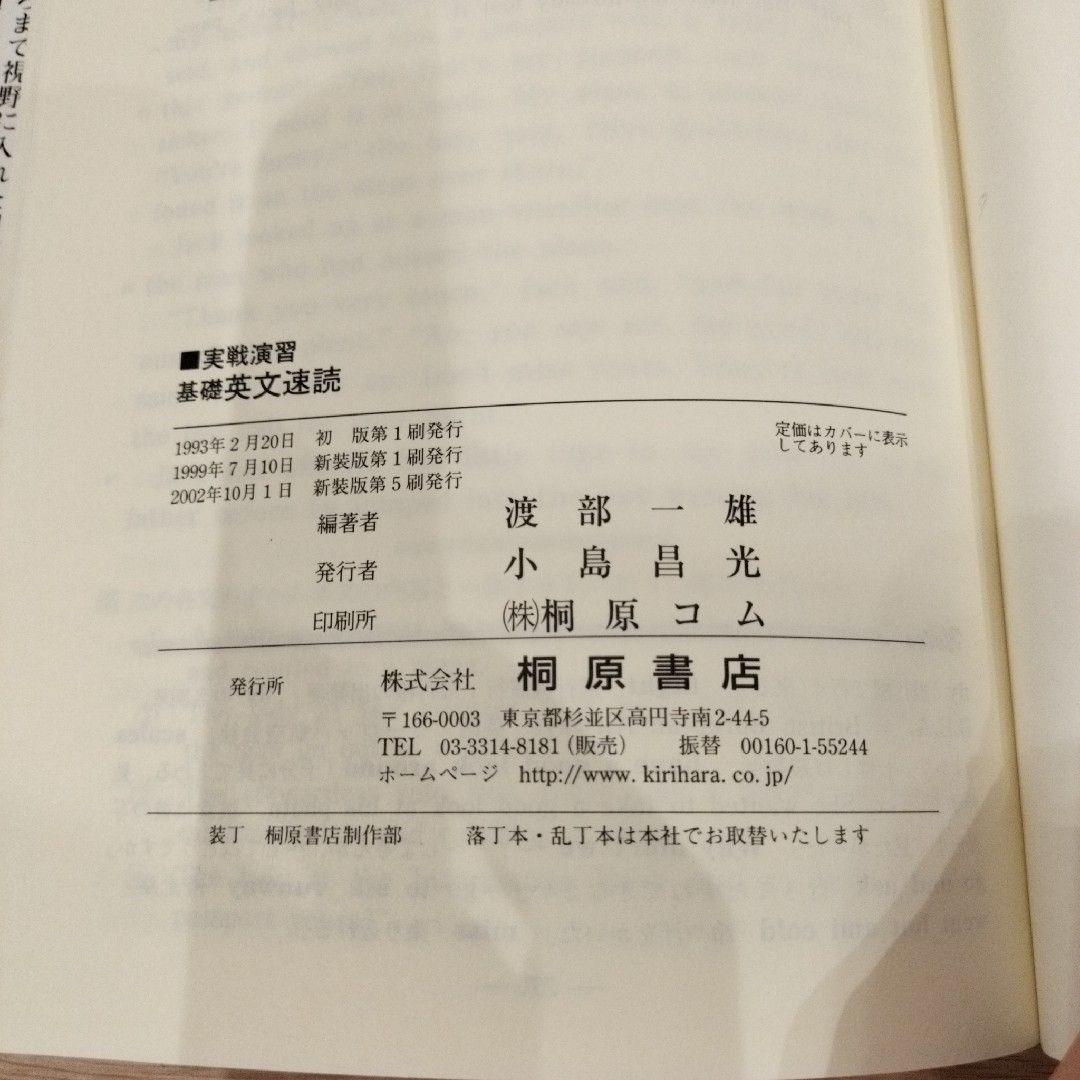 まで視野に入れ
■実戦演習
基礎英文速読
1993年2月20日 初 版第1刷発行
1999年7月10日 新装版第1刷発行
2002年10月1日 新装版第5刷発行
定価はカバーに表示
してあります
編著者 渡部一雄
発行者 小島昌光
印刷所 ㈱桐原コム
発行所 株式会社 桐原書店
〒166-0003 東京都杉並区高円寺南2-44-5
TEL 03-3314-8181（販売） 振替 00160-1-55244
ホームページ http://www.kirihara.co.jp/
装丁 桐原書店制作部 落丁本・乱丁本は本社でお取替いたします